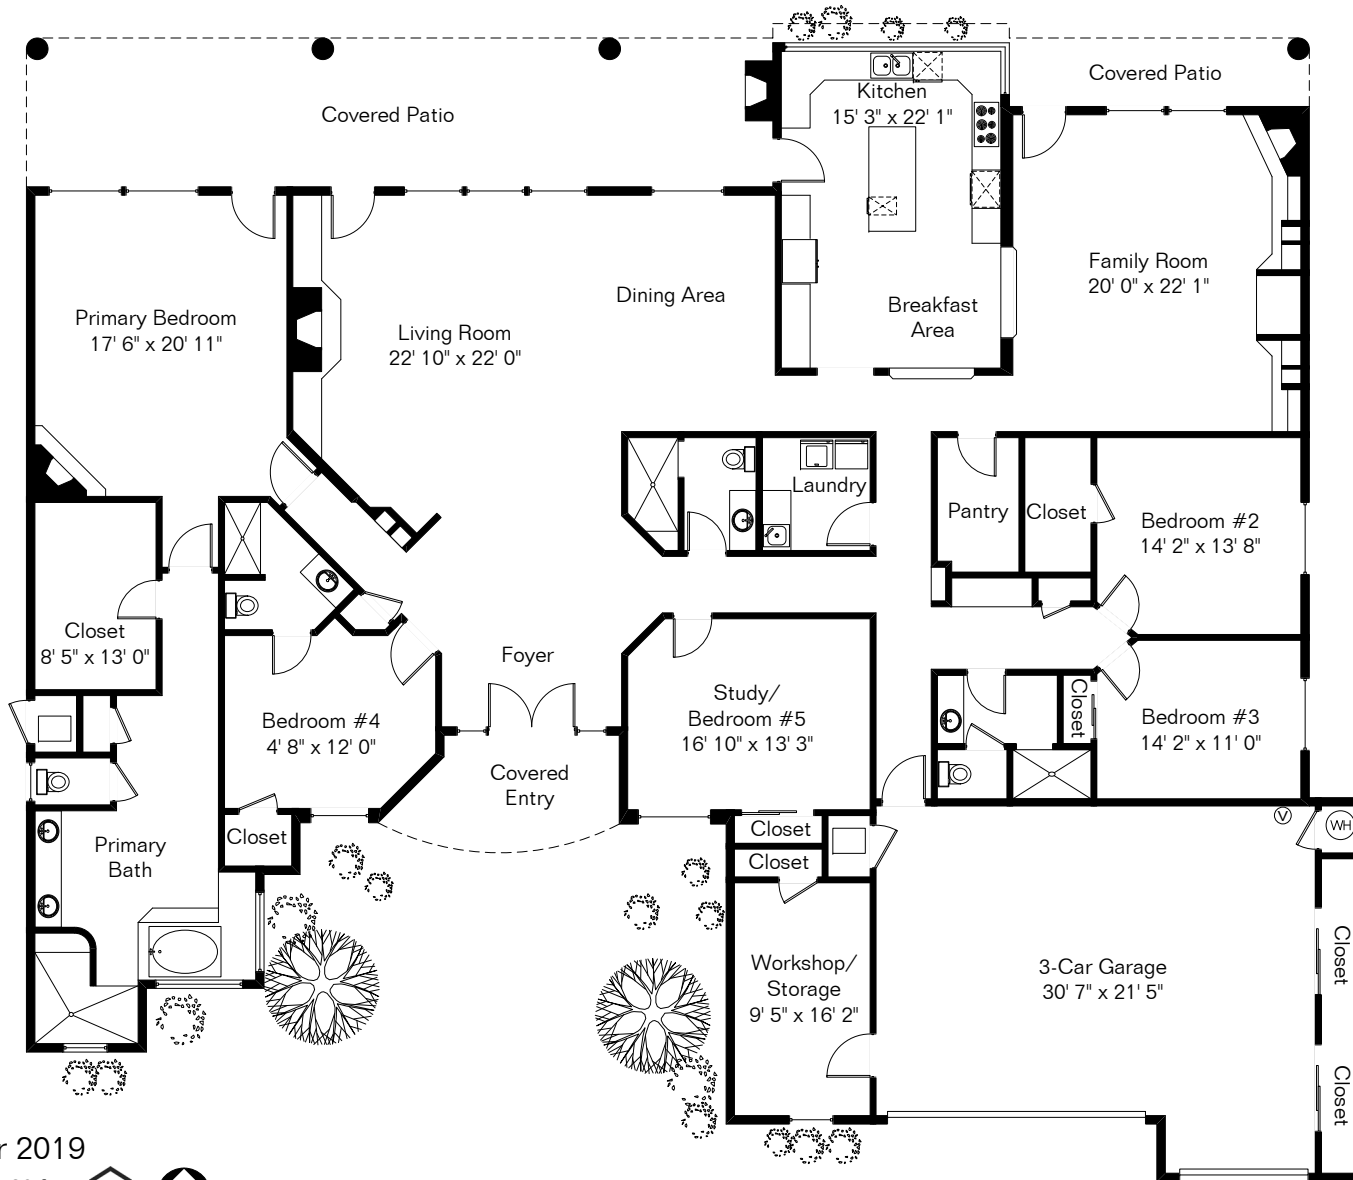 Covered Patio
Covered Patio
Kitchen
15' 3" x 22' 1"
Family Room
20' 0" x 22' 1"
Dining Area
Breakfast
Area
Primary Bedroom
17' 6" x 20' 11"
Living Room
22' 10" x 22' 0"
Laundry
Pantry
Closet
Bedroom #2
14' 2" x 13' 8"
Closet
8' 5" x 13' 0"
Foyer
Bedroom #4
4' 8" x 12' 0"
Study/
Bedroom #5
16' 10" x 13' 3"
Closet
Bedroom #3
14' 2" x 11' 0"
Covered
Entry
Primary
Bath
Closet
Closet
Closet
V
WH
Workshop/
Storage
9' 5" x 16' 2"
3-Car Garage
30' 7" x 21' 5"
Closet
Closet
2019